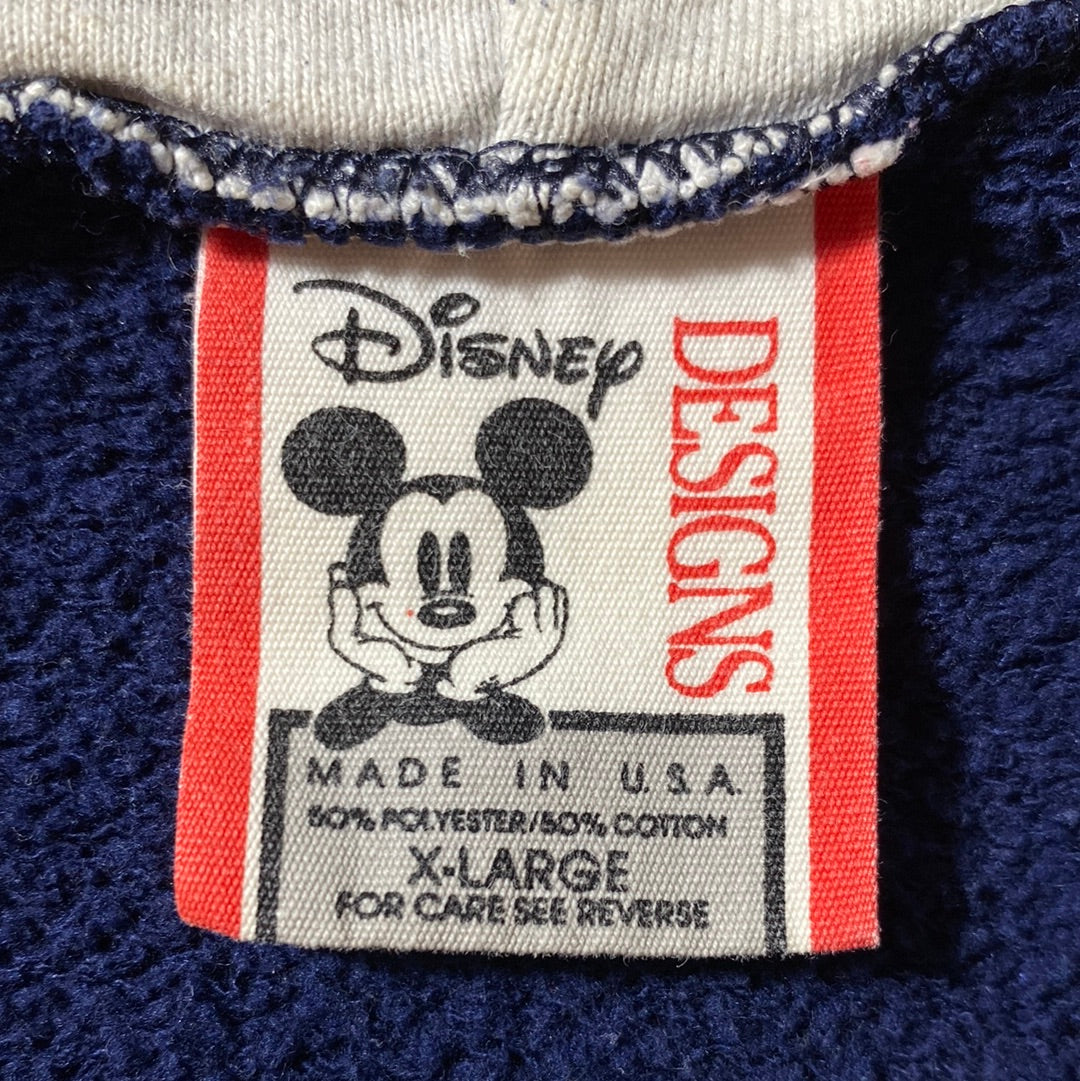 Disney
DESIGNS
MADE IN U.S.A.
50% POLYESTER/50% COTTON
X-LARGE
FOR CARE SEE REVERSE